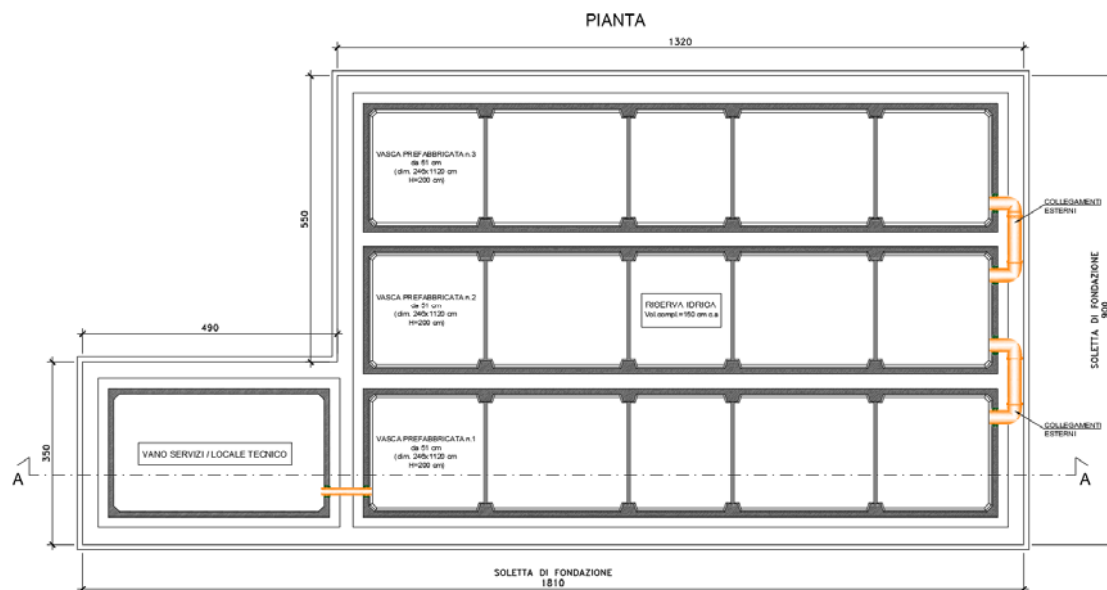 PIANTA
1320
VASCA PREFABBRICATA n.3
da 51 cm
(dim. 246x1120 cm
H=200 cm)
COLLEGAMENTI
ESTERNI
550
490
VASCA PREFABBRICATA n.2
da 51 cm
(dim. 246x1120 cm
H=200 cm)
RISERVA IDRICA
SOLETTA DI FONDAZIONE
900
350
VANO SERVIZI / LOCALE TECNICO
VASCA PREFABBRICATA n.1
da 51 cm
(dim. 246x1120 cm
H=200 cm)
COLLEGAMENTI
ESTERNI
A
A
SOLETTA DI FONDAZIONE
1810